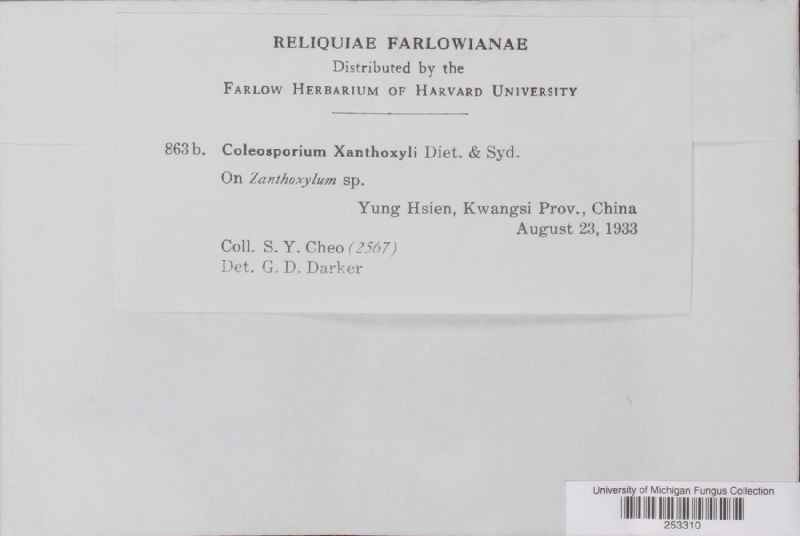 RELIQUIAE FARLOWIANAE
Distributed by the
FARLOW HERBARIUM OF HARVARD UNIVERSITY
863b. Coleosporium Xanthoxyli Diet. & Syd.
On Zanthoxylum sp.
Yung Hsien, Kwangsi Prov., China
August 23, 1933
Coll. S. Y. Cheo (2567)
Det. G. D. Darker
University of Michigan Fungus Collection
253310